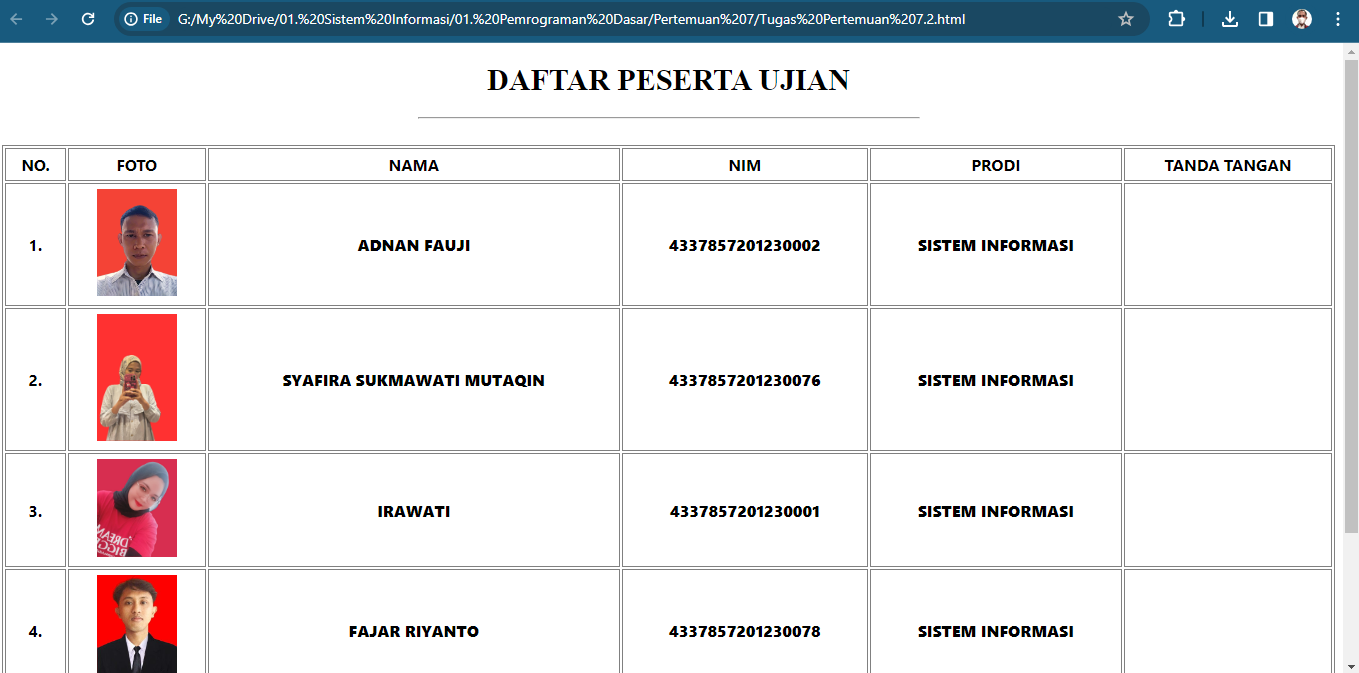 File G:/My%20Drive/01.%20Sistem%20Informasi/01.%20Pemrograman%20Dasar/Pertemuan%207/Tugas%20Pertemuan%207.2.html
DAFTAR PESERTA UJIAN
NO. FOTO NAMA NIM PRODI TANDA TANGAN
1. ADNAN FAUJI 4337857201230002 SISTEM INFORMASI
2. SYAFIRA SUKMAWATI MUTAQIN 4337857201230076 SISTEM INFORMASI
3. IRAWATI 4337857201230001 SISTEM INFORMASI
DREAM
4. FAJAR RIYANTO 4337857201230078 SISTEM INFORMASI